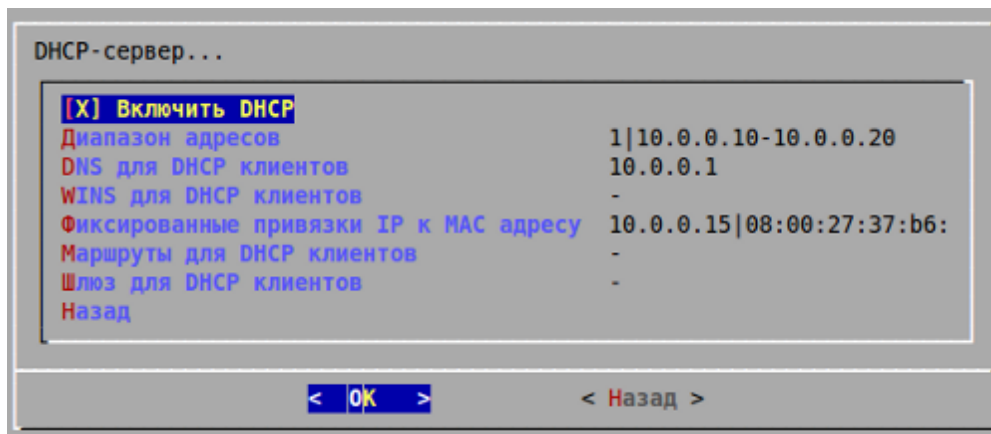 DHCP-сервер...
[X] Включить DHCP
Диапазон адресов 1|10.0.0.10-10.0.0.20
DNS для DHCP клиентов 10.0.0.1
WINS для DHCP клиентов -
Фиксированные привязки IP к MAC адресу 10.0.0.15|08:00:27:37:b6:
Маршруты для DHCP клиентов -
Шлюз для DHCP клиентов -
Назад
< OK > < Назад >